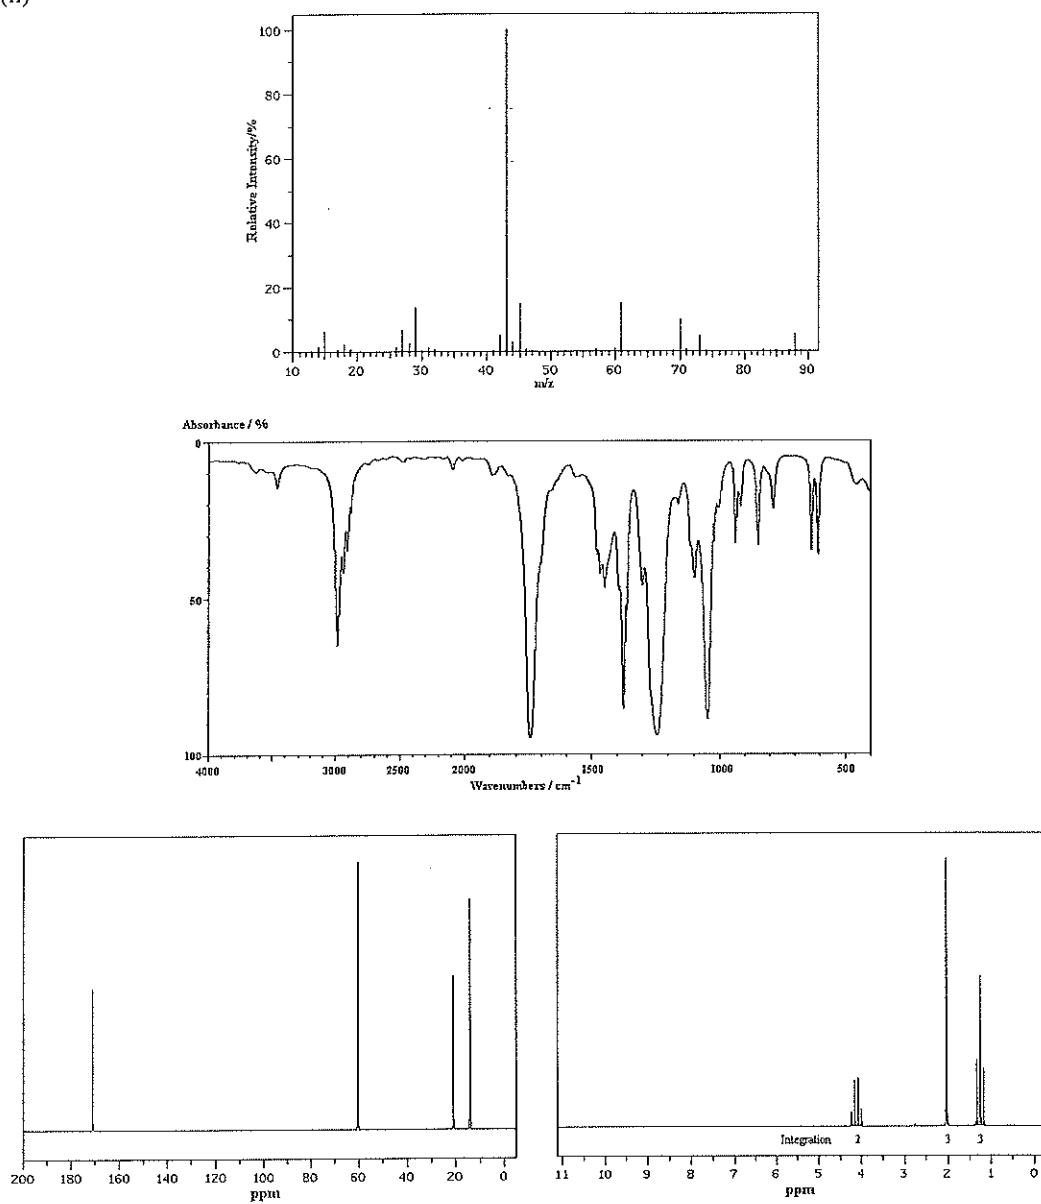 (ii)
100
80
60
40
20
0
Relative Intensity/%
10 20 30 40 50 60 70 80 90
m/z
Absorbance / %
0
50
100
4000 3000 2500 2000 1500 1000 500
Wavenumbers / cm-1
Integration 2 3 3
200 180 160 140 120 100 80 60 40 20 0
ppm
11 10 9 8 7 6 5 4 3 2 1 0
ppm